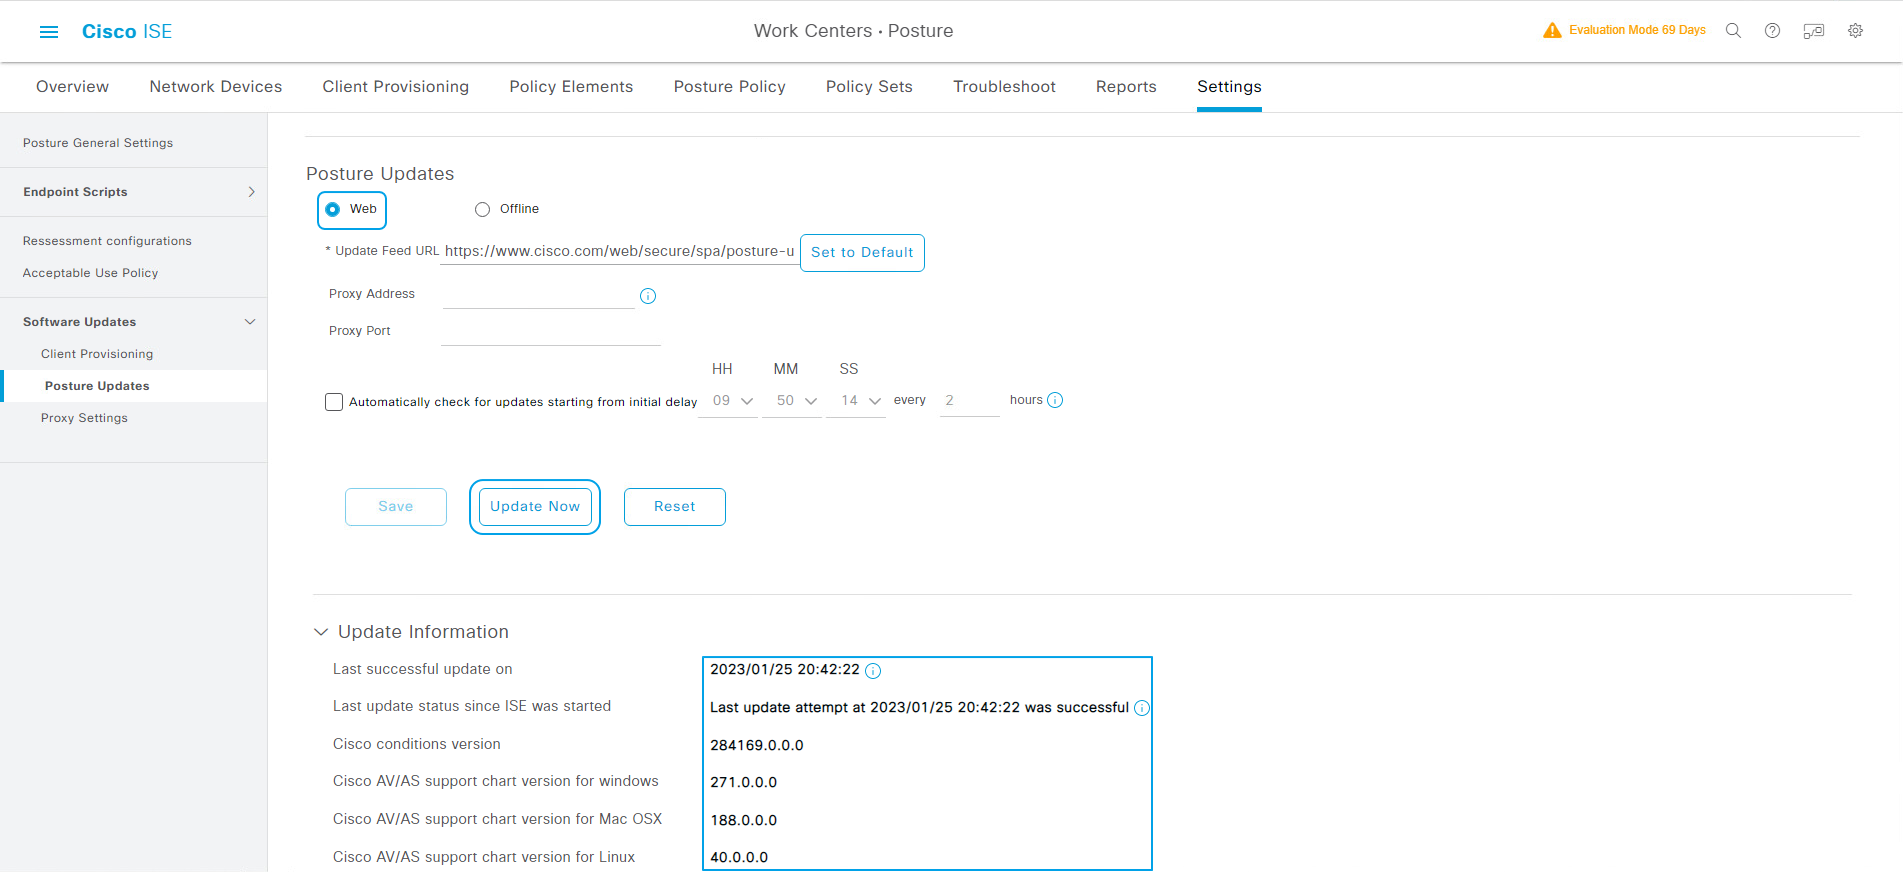 Cisco ISE
Work Centers · Posture
Evaluation Mode 69 Days
Overview Network Devices Client Provisioning Policy Elements Posture Policy Policy Sets Troubleshoot Reports Settings
Posture General Settings
Endpoint Scripts
Ressessment configurations
Acceptable Use Policy
Software Updates
Client Provisioning
Posture Updates
Proxy Settings
Posture Updates
Web Offline
* Update Feed URL https://www.cisco.com/web/secure/spa/posture-u Set to Default
Proxy Address
Proxy Port
HH MM SS
Automatically check for updates starting from initial delay 09 50 14 every 2 hours
Save Update Now Reset
Update Information
Last successful update on 2023/01/25 20:42:22
Last update status since ISE was started Last update attempt at 2023/01/25 20:42:22 was successful
Cisco conditions version 284169.0.0.0
Cisco AV/AS support chart version for windows 271.0.0.0
Cisco AV/AS support chart version for Mac OSX 188.0.0.0
Cisco AV/AS support chart version for Linux 40.0.0.0